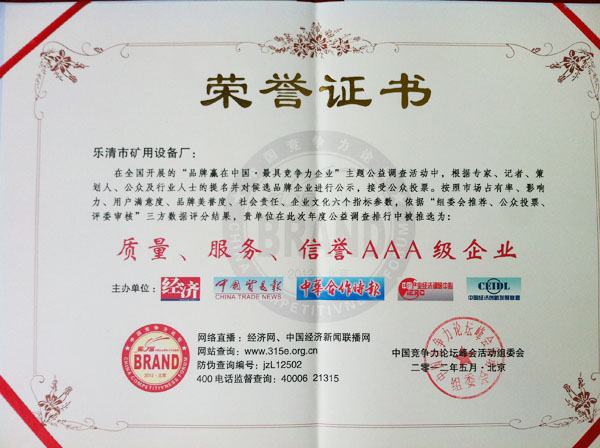 荣誉证书
乐清市矿用设备厂：
在全国开展的“品牌赢在中国·最具竞争力企业”主题公益调查活动中，根据专家、记者、策
划人、公众及行业人士的提名并对候选品牌企业进行公示，接受公众投票。按照市场占有率、影响
力、用户满意度、品牌美誉度、社会责任、企业文化六个指标参数，依据“组委会推荐、公众投票、
评委审核”三方数据评分结果，贵单位在此次年度公益调查排行中被推选为：
质量、服务、信誉AAA级企业
主办单位：
经济
中国贸易报
CHINA TRADE NEWS
中华合作时报
CEIDL
网络直播：经济网、中国经济新闻联播网
网站查询：www.315e.org.cn
防伪查询编号：jzL12502
400电话监督查询：40006 21315
BRAND
2012·北京
中国竞争力论坛峰会活动组委会
二零一二年五月·北京